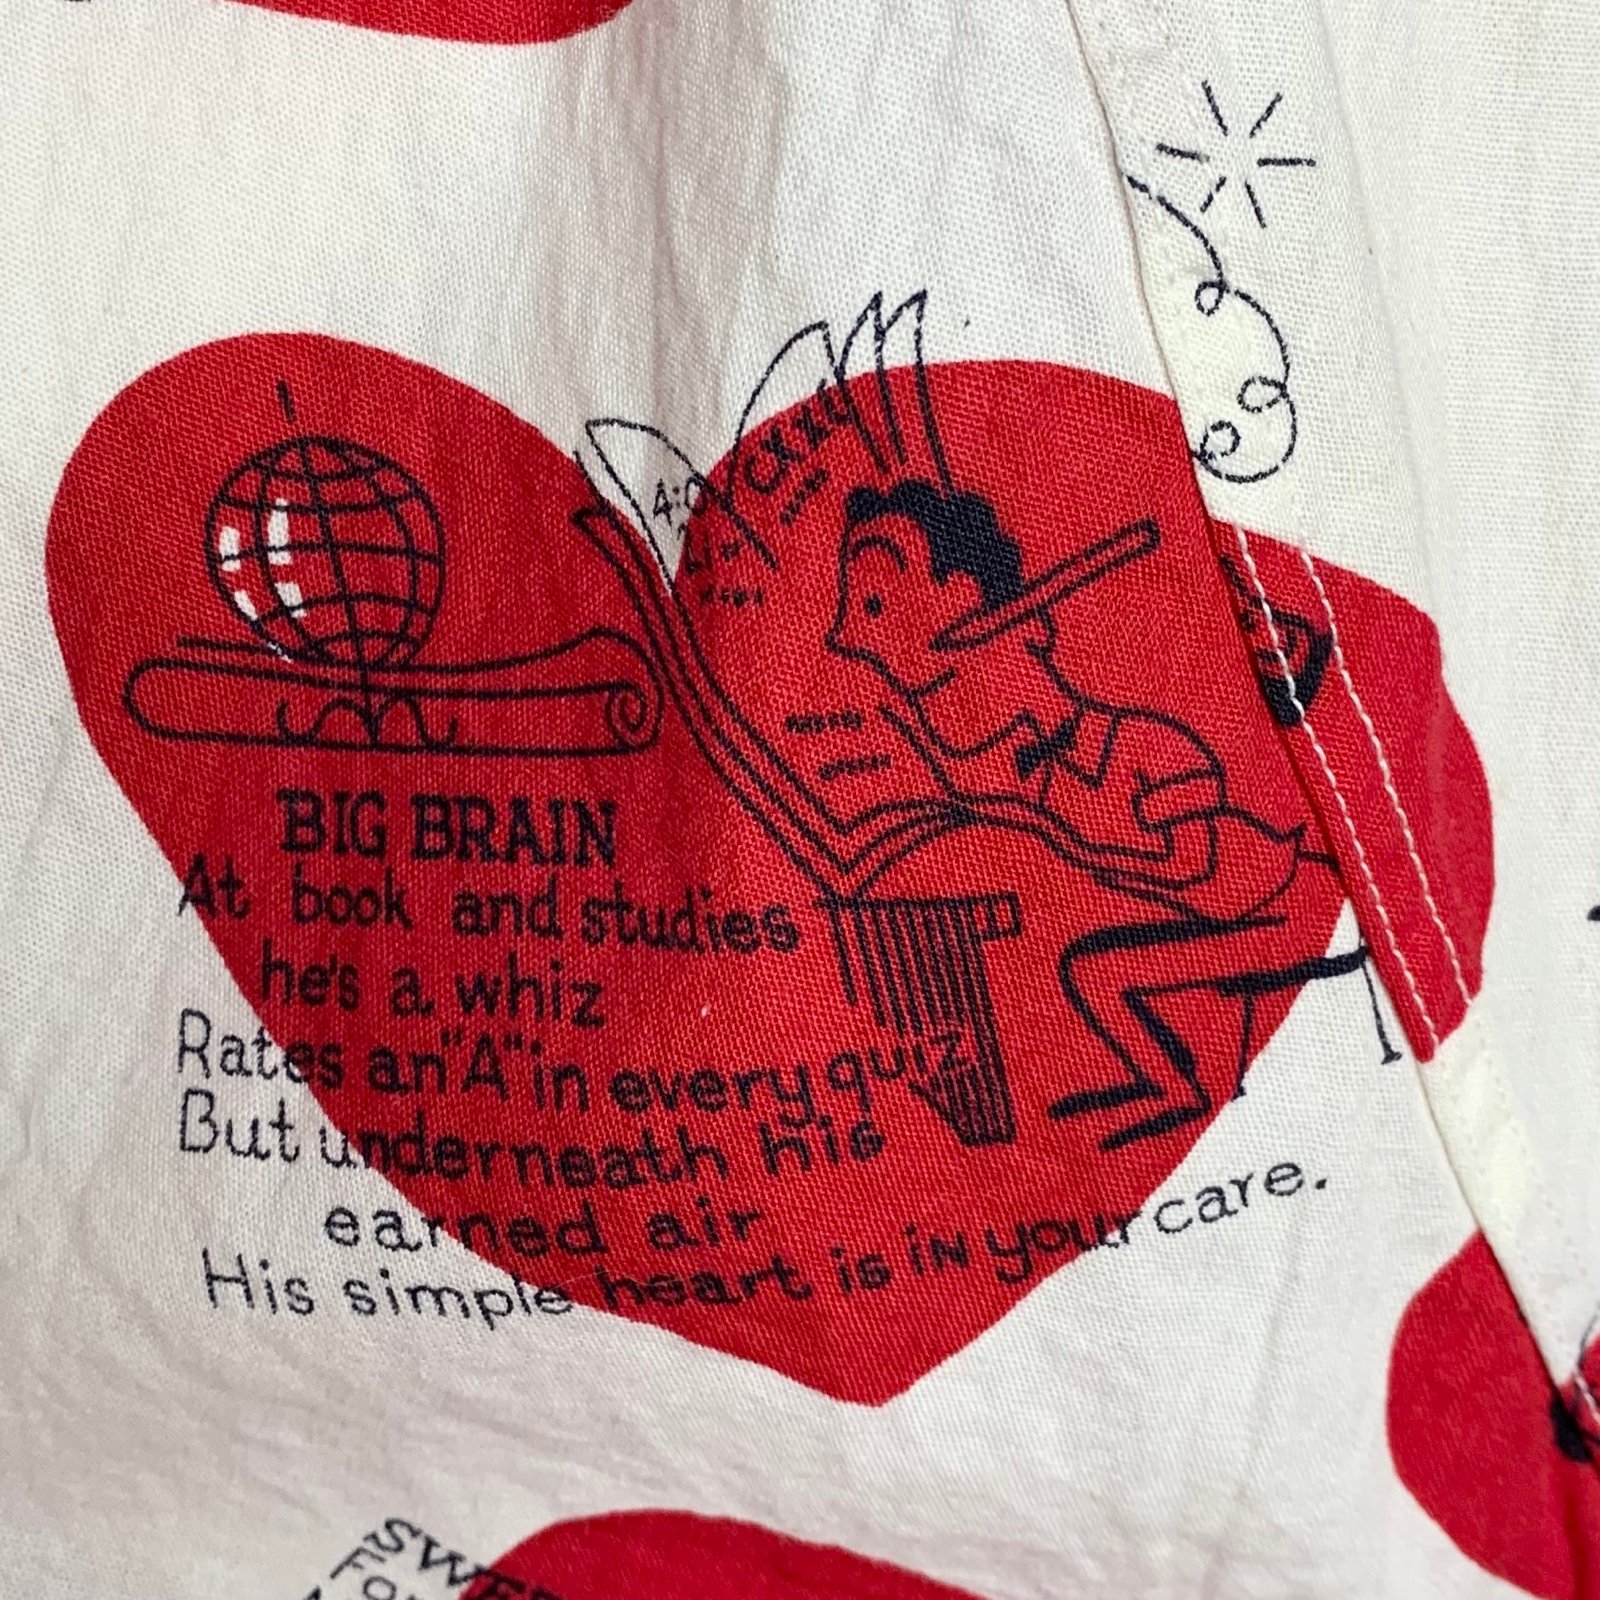 CXXL
BIG BRAIN
At book and studies
he's a whiz
Rates an "A" in every quiz
But underneath his
earned air
His simple heart is in your care.